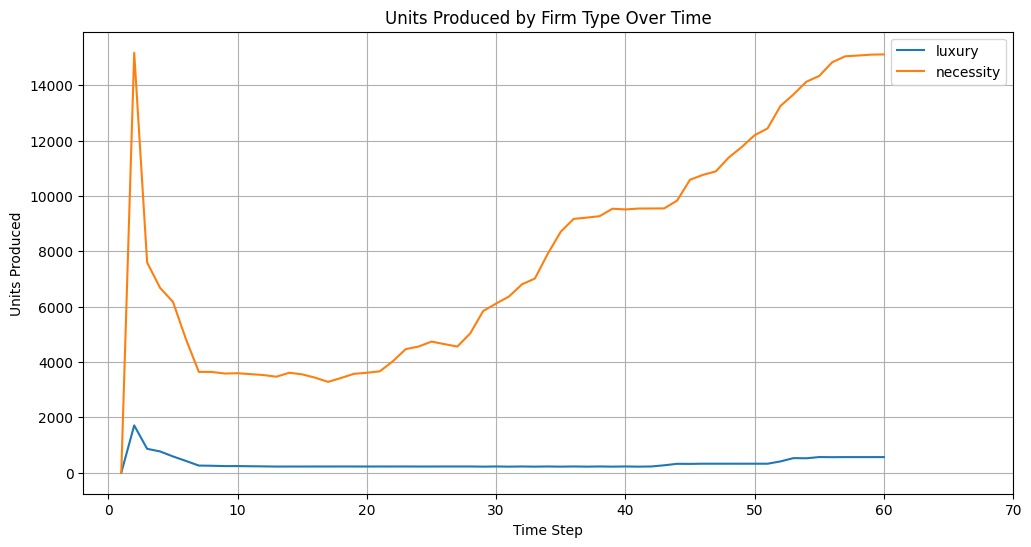 Units Produced by Firm Type Over Time
luxury
necessity
Units Produced
14000
12000
10000
8000
6000
4000
2000
0
0 10 20 30 40 50 60 70
Time Step